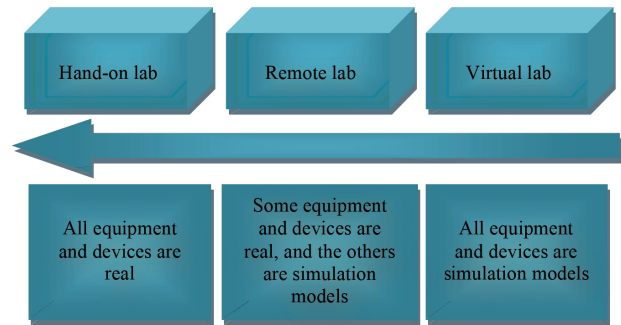 Hand-on lab
Remote lab
Virtual lab
All equipment
and devices are
real
Some equipment
and devices are
real, and the others
are simulation
models
All equipment
and devices are
simulation models